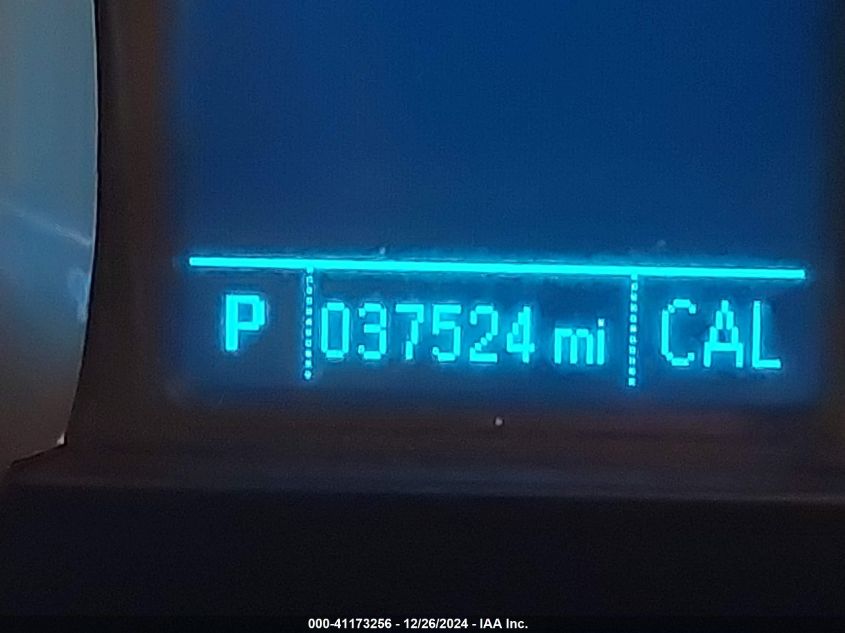 P 037524 mi CAL
000-41173256 - 12/26/2024 - IAA Inc.